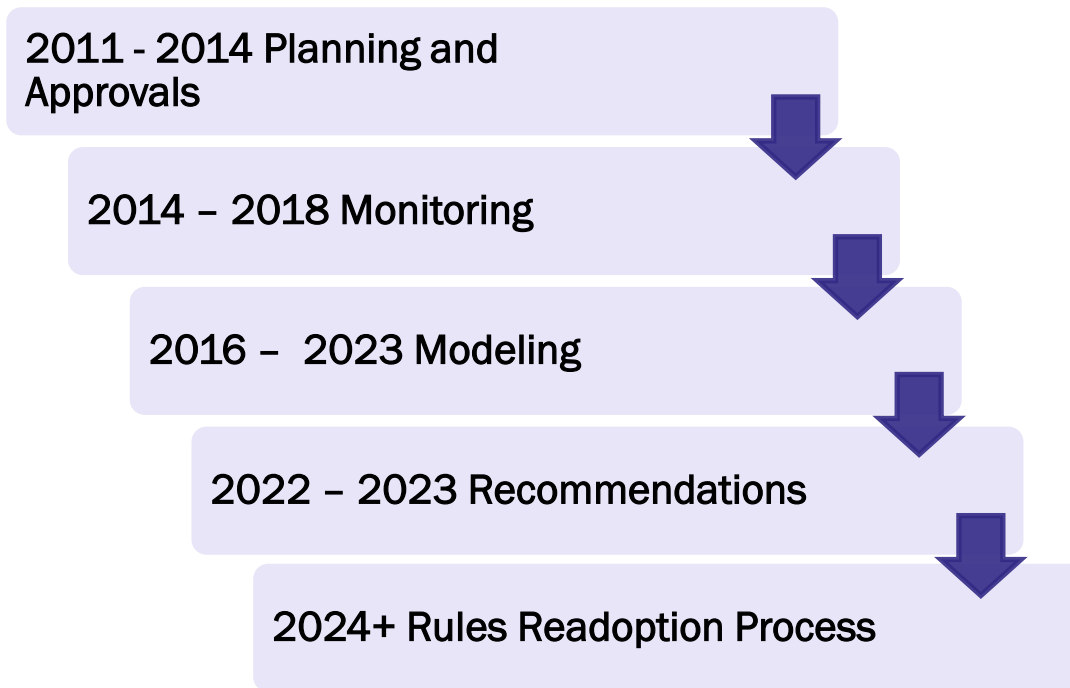 2011 - 2014 Planning and
Approvals
2014 – 2018 Monitoring
2016 –  2023 Modeling
2022 – 2023 Recommendations
2024+ Rules Readoption Process